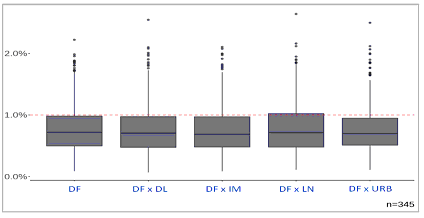 2.0%
1.0%
0.0%
DF DF x DL DF x IM DF x LN DF x URB
n=345